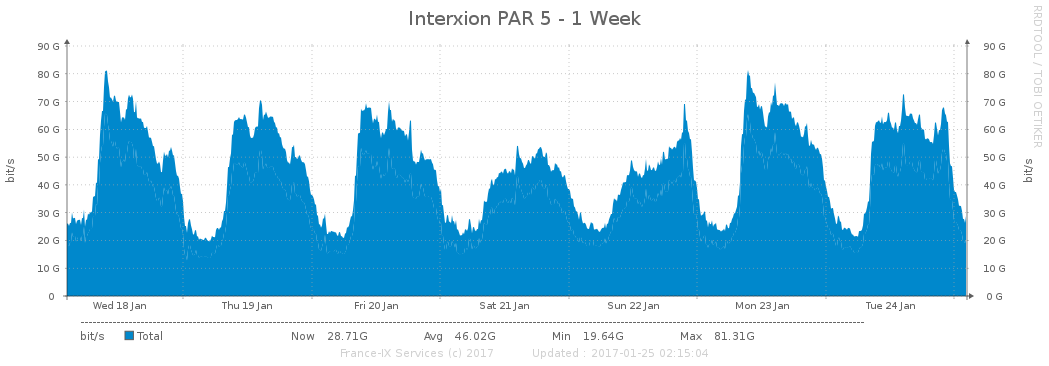 Interxion PAR 5 - 1 Week
RRDTOOL / TOBI OETIKER
90 G 90 G
80 G 80 G
70 G 70 G
60 G 60 G
50 G 50 G
40 G 40 G
30 G 30 G
20 G 20 G
10 G 10 G
0 0 G
bit/s
bit/s
Wed 18 Jan Thu 19 Jan Fri 20 Jan Sat 21 Jan Sun 22 Jan Mon 23 Jan Tue 24 Jan
bit/s Total Now 28.71G Avg 46.02G Min 19.64G Max 81.31G
France-IX Services (c) 2017 Updated : 2017-01-25 02:15:04